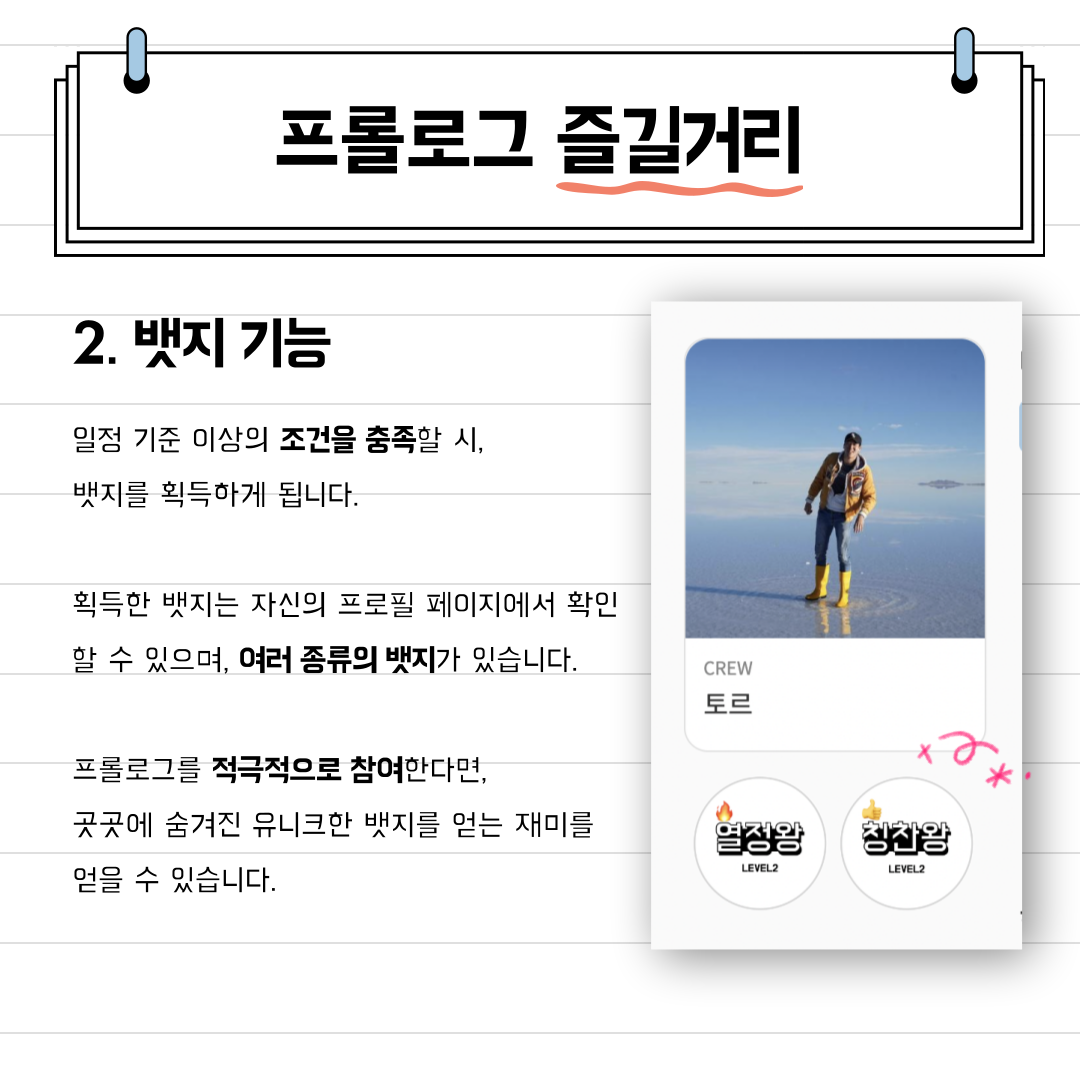 프롤로그 즐길거리
2. 뱃지 기능
일정 기준 이상의 조건을 충족할 시,
뱃지를 획득하게 됩니다.
획득한 뱃지는 자신의 프로필 페이지에서 확인
할 수 있으며, 여러 종류의 뱃지가 있습니다.
프롤로그를 적극적으로 참여한다면,
곳곳에 숨겨진 유니크한 뱃지를 얻는 재미를
얻을 수 있습니다.
CREW
토르
열정왕
LEVEL2
칭찬왕
LEVEL2